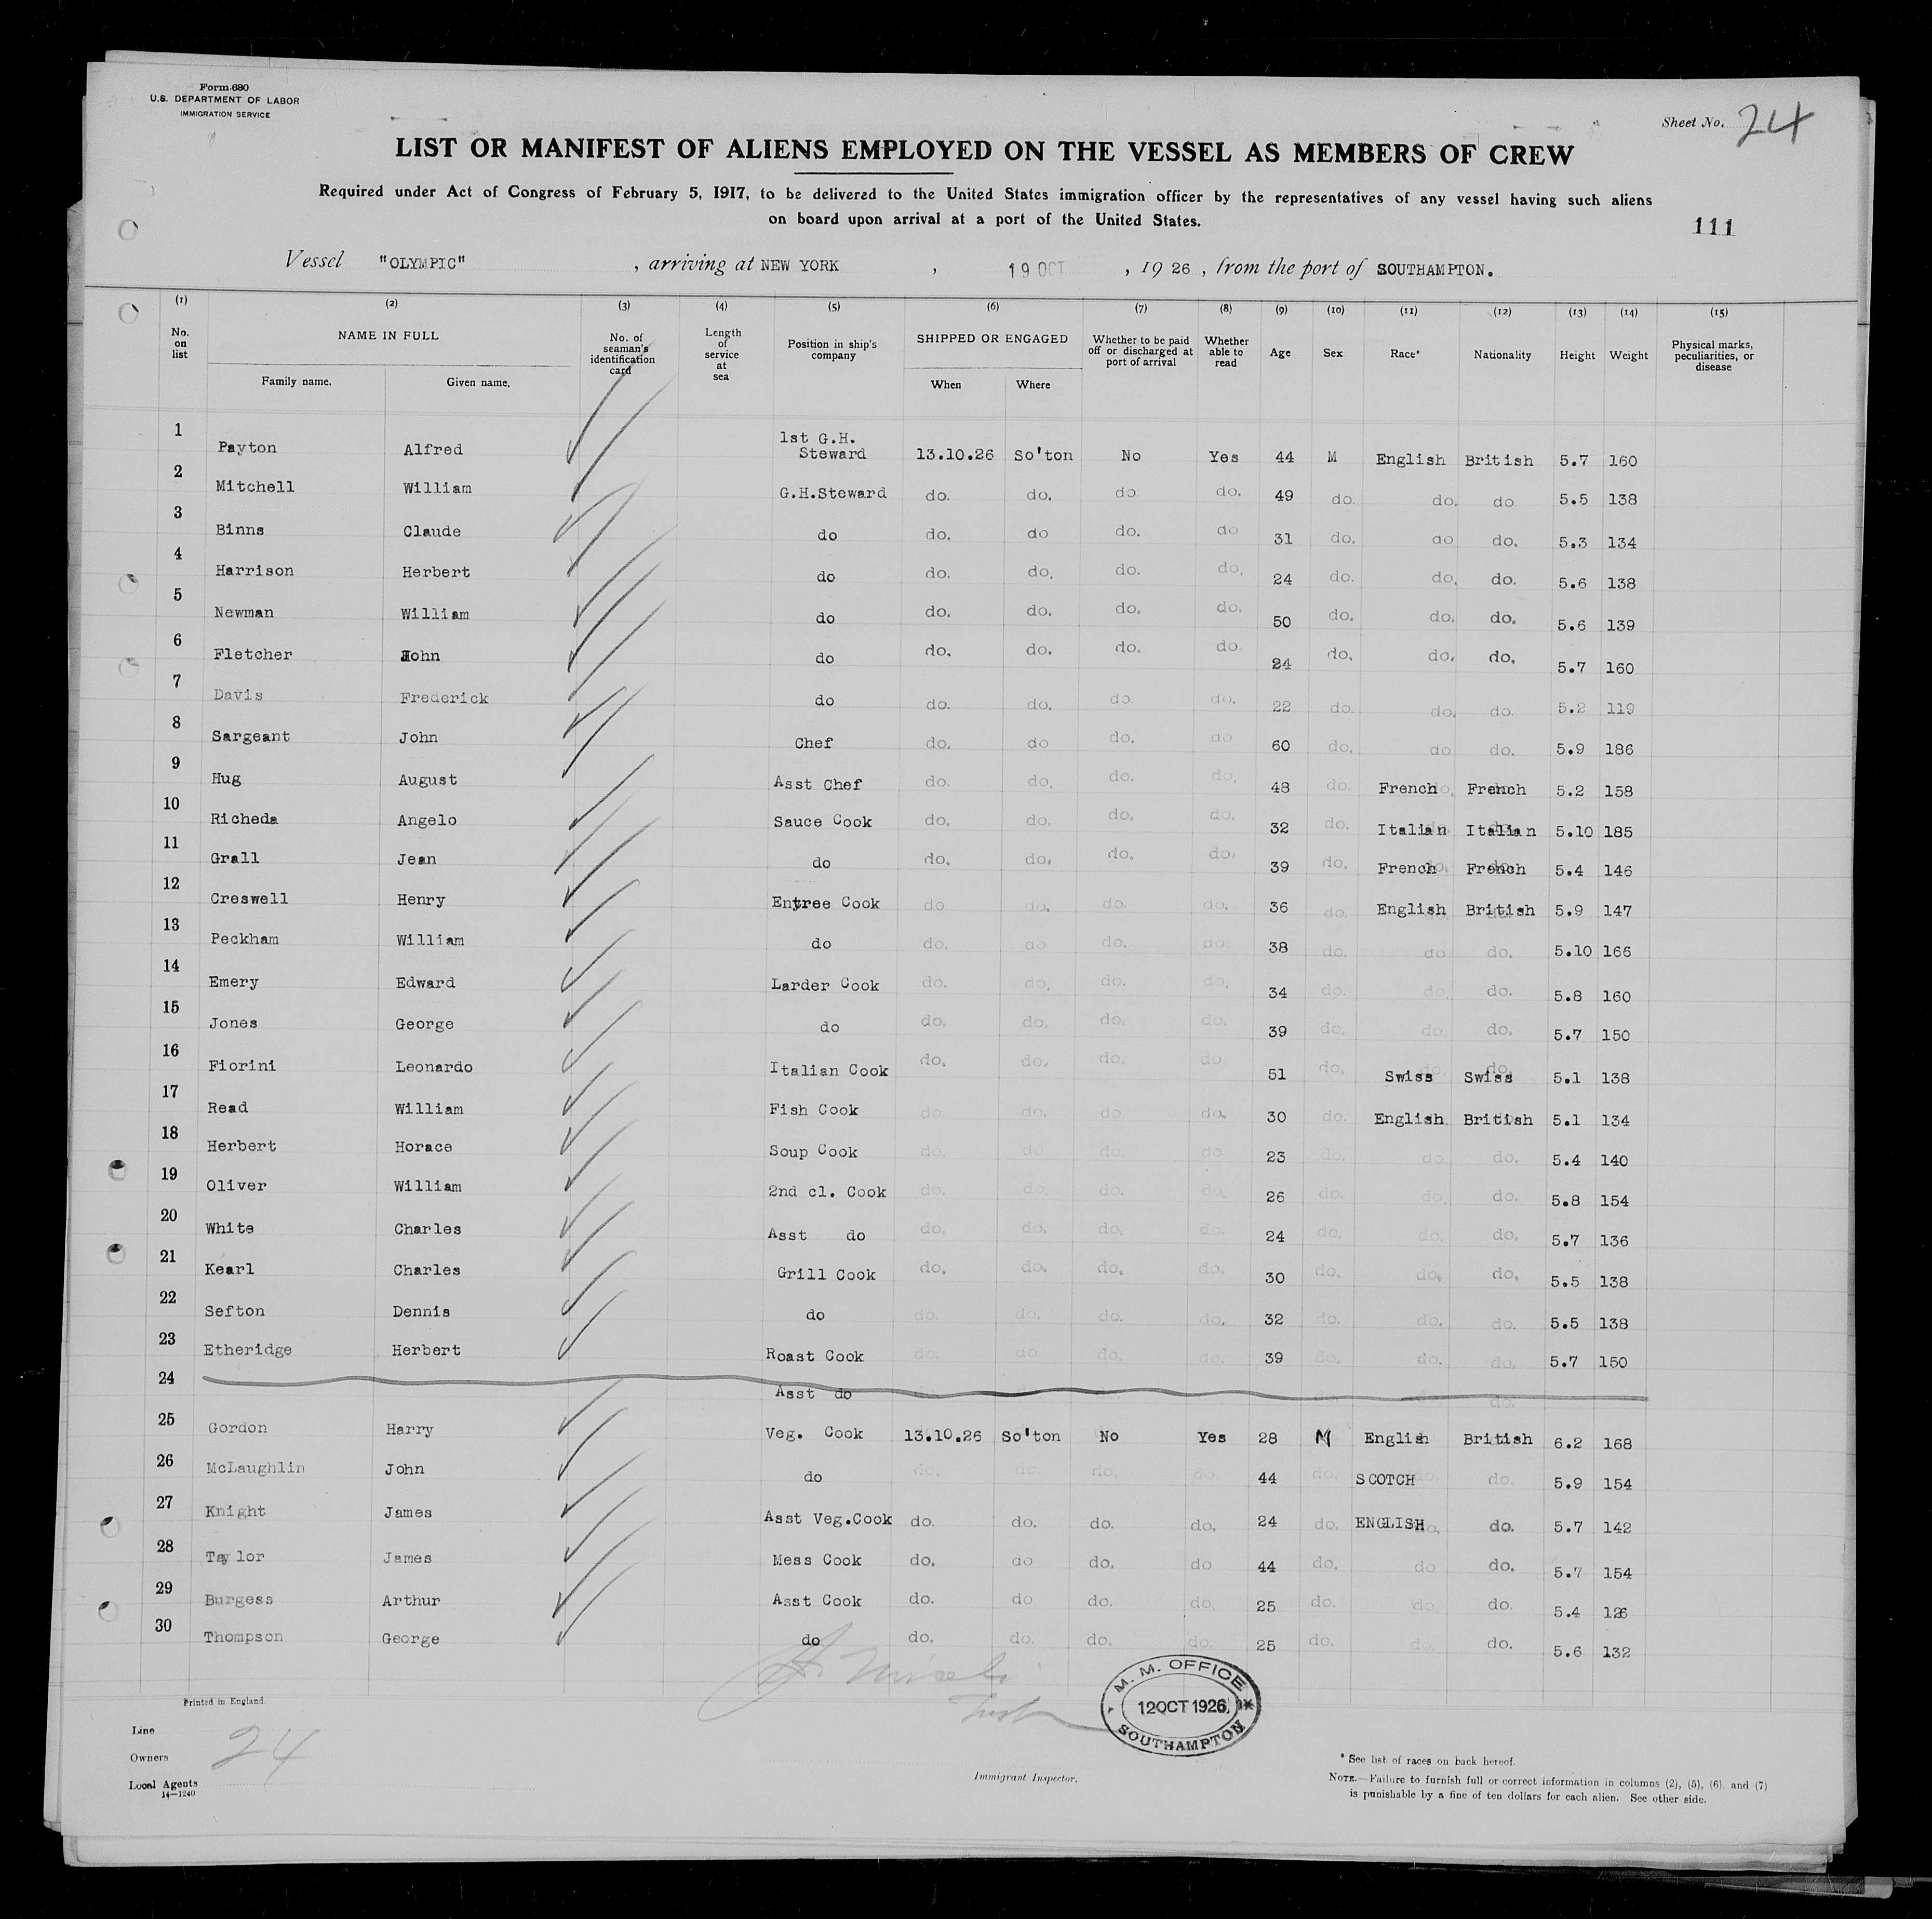 Form 680
U.S. DEPARTMENT OF LABOR
IMMIGRATION SERVICE
Sheet No. 24
LIST OR MANIFEST OF ALIENS EMPLOYED ON THE VESSEL AS MEMBERS OF CREW
Required under Act of Congress of February 5, 1917, to be delivered to the United States immigration officer by the representatives of any vessel having such aliens
on board upon arrival at a port of the United States.
111
Vessel "OLYMPIC" , arriving at NEW YORK , 19 OCT , 19 26 , from the port of SOUTHAMPTON.
(1) (2) (3) (4) (5) (6) (7) (8) (9) (10) (11) (12) (13) (14) (15)
No. on list NAME IN FULL Family name. Given name. No. of seaman's identification card Length of service at sea Position in ship's company SHIPPED OR ENGAGED When Where Whether to be paid off or discharged at port of arrival Whether able to read Age Sex Race* Nationality Height Weight Physical marks, peculiarities, or disease
1 Payton Alfred 1st G.H. Steward 13.10.26 So'ton No Yes 44 M English British 5.7 160
2 Mitchell William G.H.Steward do. do. do do. 49 do. do. do 5.5 138
3 Binns Claude do do. do do. do 31 do. do do. 5.3 134
4 Harrison Herbert do do. do. do. do. 24 do. do. do. 5.6 138
5 Newman William do do. do. do. do. 50 do. do. do. 5.6 139
6 Fletcher John do do. do. do. do. 24 do. do. do. 5.7 160
7 Davis Frederick do do. do. do. do. 22 do. do. do. 5.2 119
8 Sargeant John Chef do. do do. do 60 do. do do. 5.9 186
9 Hug August Asst Chef do. do. do. do. 48 do. French French 5.2 158
10 Richeda Angelo Sauce Cook do. do. do. do. 32 do. Italian Italian 5.10 185
11 Grall Jean do do. do. do. do. 39 do. French French 5.4 146
12 Creswell Henry Entree Cook do. do. do. do. 36 do. English British 5.9 147
13 Peckham William do do. do do. do. 38 do. do do. 5.10 166
14 Emery Edward Larder Cook do. do. do. do. 34 do. do. do. 5.8 160
15 Jones George do do. do. do. do. 39 do. do. do. 5.7 150
16 Fiorini Leonardo Italian Cook do. do. do. do. 51 do. Swiss Swiss 5.1 138
17 Read William Fish Cook do do. do do. 30 do. English British 5.1 134
18 Herbert Horace Soup Cook do. do do. do 23 do. do. do. 5.4 140
19 Oliver William 2nd cl. Cook do. do. do. do. 26 do. do. do. 5.8 154
20 White Charles Asst do do. do. do. do. 24 do. do. do. 5.7 136
21 Kearl Charles Grill Cook do. do. do. do. 30 do. do. do. 5.5 138
22 Sefton Dennis do do. do. do. do. 32 do. do. do. 5.5 138
23 Etheridge Herbert Roast Cook do. do do. do. 39 do. do. do. 5.7 150
24 Asst do do.
25 Gordon Harry Veg. Cook 13.10.26 So'ton No Yes 28 M English British 6.2 168
26 McLaughlin John do do. do. do. do. 44 do. SCOTCH do. 5.9 154
27 Knight James Asst Veg.Cook do. do. do. do. 24 do. ENGLISH do. 5.7 142
28 Taylor James Mess Cook do. do do. do 44 do. do do. 5.7 154
29 Burgess Arthur Asst Cook do. do do. do. 25 do. do. do. 5.4 126
30 Thompson George do do. do. do. do. 25 do. do. do. 5.6 132
M. M. OFFICE
12 OCT 1926
SOUTHAMPTON
Printed in England.
Line
Owners 24
Local Agents
14—1240
Immigrant Inspector.
* See list of races on back hereof.
NOTE.—Failure to furnish full or correct information in columns (2), (5), (6), and (7)
is punishable by a fine of ten dollars for each alien. See other side.